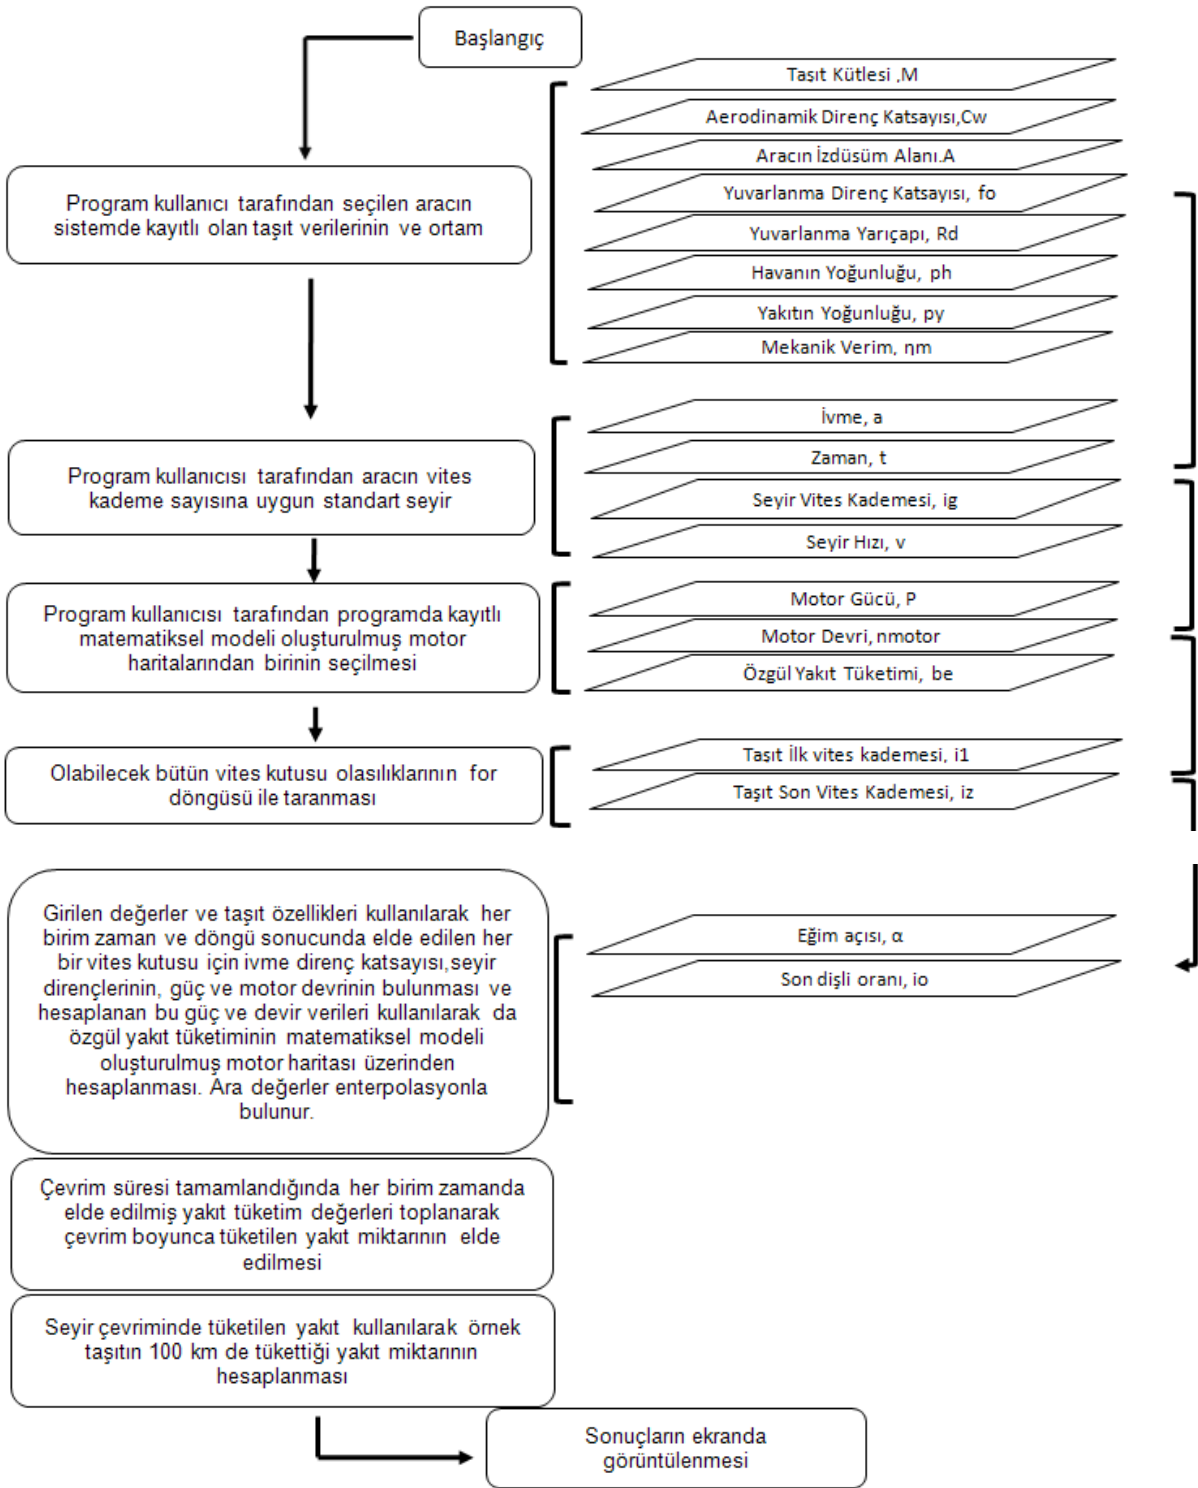 Başlangıç
Taşıt Kütlesi ,M
Aerodinamik Direnç Katsayısı,Cw
Aracın İzdüsüm Alanı.A
Yuvarlanma Direnç Katsayısı, fo
Yuvarlanma Yarıçapı, Rd
Havanın Yoğunluğu, ph
Yakıtın Yoğunluğu, py
Mekanik Verim, ηm
Program kullanıcı tarafından seçilen aracın
sistemde kayıtlı olan taşıt verilerinin ve ortam
İvme, a
Zaman, t
Seyir Vites Kademesi, ig
Seyir Hızı, v
Program kullanıcısı tarafından aracın vites
kademe sayısına uygun standart seyir
Motor Gücü, P
Motor Devri, nmotor
Özgül Yakıt Tüketimi, be
Program kullanıcısı tarafından programda kayıtlı
matematiksel modeli oluşturulmuş motor
haritalarından birinin seçilmesi
Taşıt İlk vites kademesi, i1
Taşıt Son Vites Kademesi, iz
Olabilecek bütün vites kutusu olasılıklarının for
döngüsü ile taranması
Girilen değerler ve taşıt özellikleri kullanılarak her
birim zaman ve döngü sonucunda elde edilen her
bir vites kutusu için ivme direnç katsayısı,seyir
dirençlerinin, güç ve motor devrinin bulunması ve
hesaplanan bu güç ve devir verileri kullanılarak da
özgül yakıt tüketiminin matematiksel modeli
oluşturulmuş motor haritası üzerinden
hesaplanması. Ara değerler enterpolasyonla
bulunur.
Eğim açısı, α
Son dişli oranı, io
Çevrim süresi tamamlandığında her birim zamanda
elde edilmiş yakıt tüketim değerleri toplanarak
çevrim boyunca tüketilen yakıt miktarının elde
edilmesi
Seyir çevriminde tüketilen yakıt kullanılarak örnek
taşıtın 100 km de tükettiği yakıt miktarının
hesaplanması
Sonuçların ekranda
görüntülenmesi